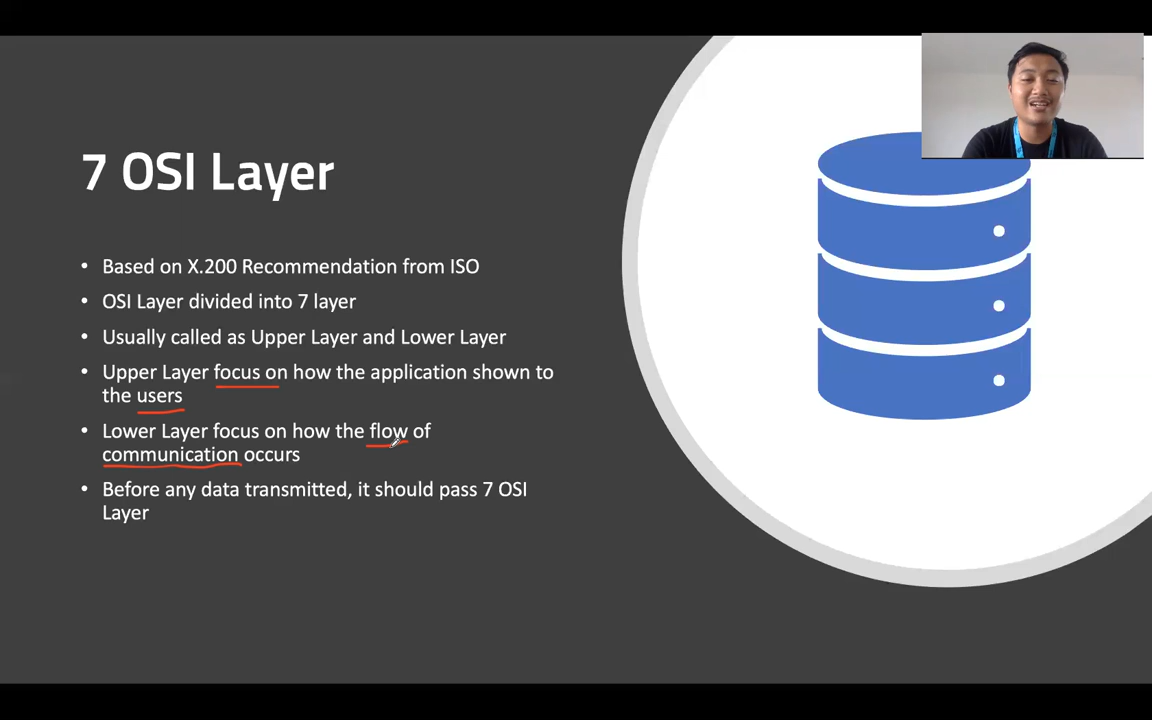 7 OSI Layer
• Based on X.200 Recommendation from ISO
• OSI Layer divided into 7 layer
• Usually called as Upper Layer and Lower Layer
• Upper Layer focus on how the application shown to
the users
• Lower Layer focus on how the flow of
communication occurs
• Before any data transmitted, it should pass 7 OSI
Layer